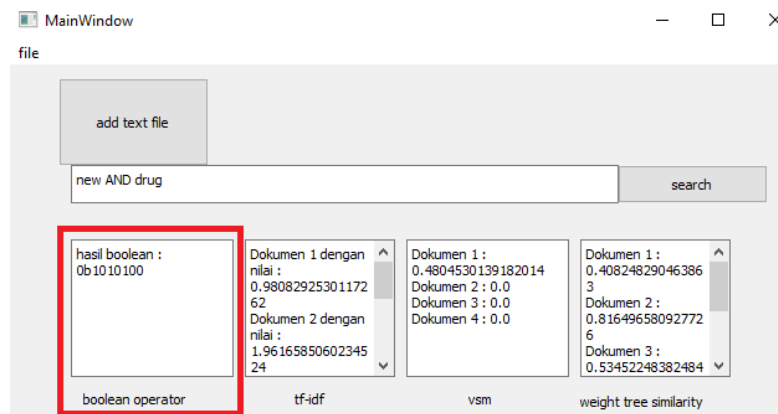 MainWindow
file
add text file
new AND drug
search
hasil boolean :
0b1010100
Dokumen 1 dengan
nilai :
0.98082925301172
62
Dokumen 2 dengan
nilai :
1.96165850602345
24
Dokumen 1 :
0.4804530139182014
Dokumen 2 : 0.0
Dokumen 3 : 0.0
Dokumen 4 : 0.0
Dokumen 1 :
0.40824829046386
3
Dokumen 2 :
0.81649658092772
6
Dokumen 3 :
0.53452248382484
boolean operator
tf-idf
vsm
weight tree similarity